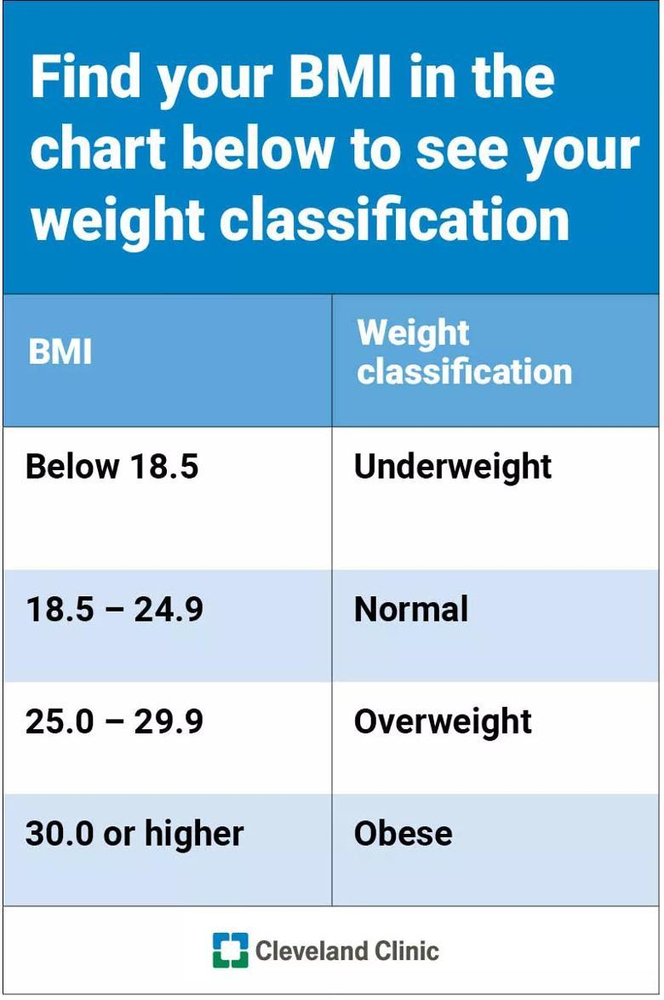 Find your BMI in the
chart below to see your
weight classification
BMI
Weight
classification
Below 18.5
Underweight
18.5 – 24.9
Normal
25.0 – 29.9
Overweight
30.0 or higher
Obese
Cleveland Clinic